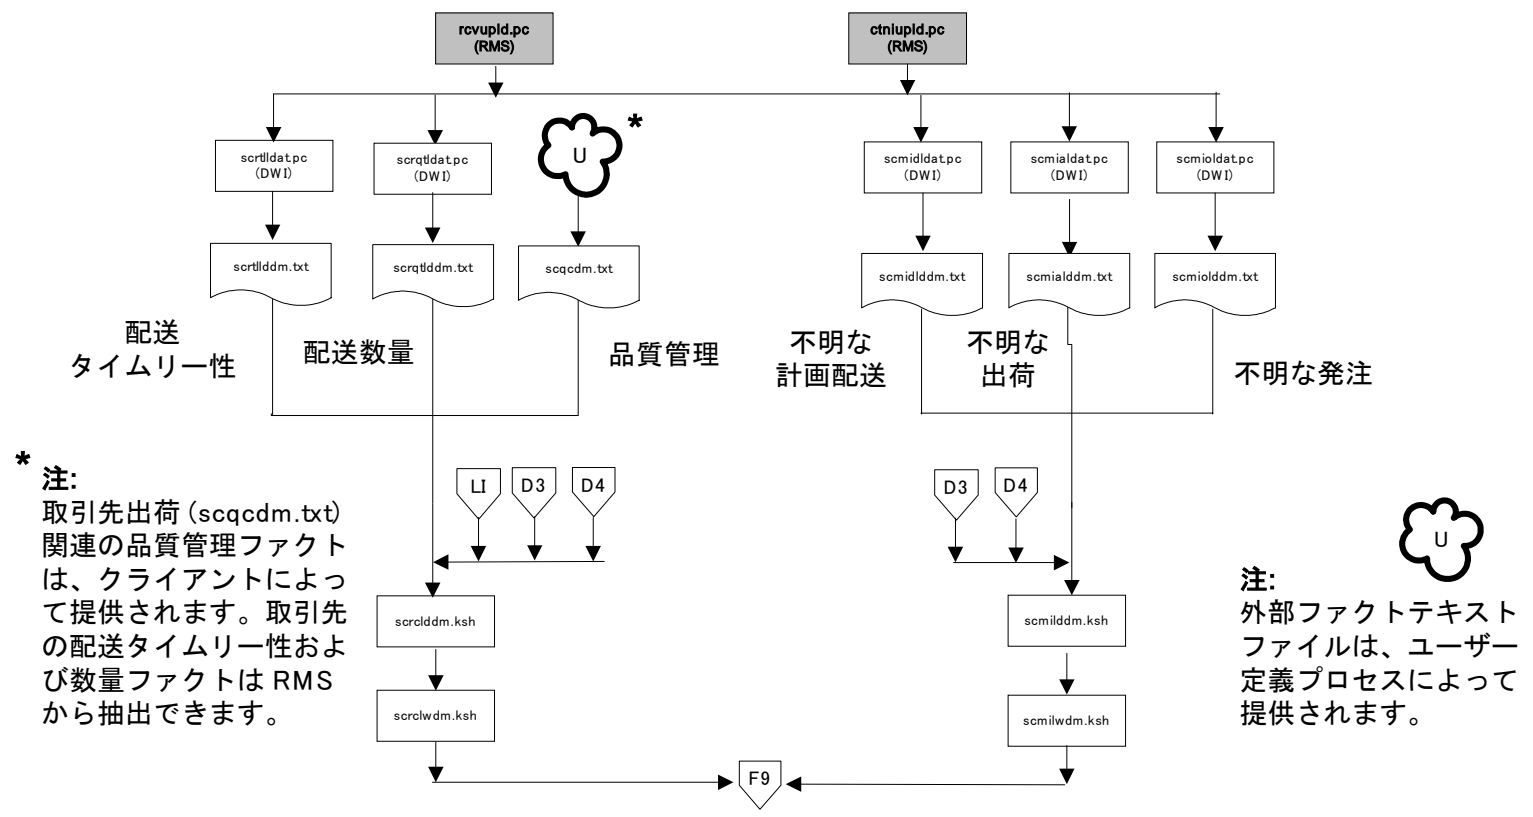 rcvupld.pc
(RMS)
ctniupld.pc
(RMS)
*
scrtlldat.pc
(DWI)
scrqtldat.pc
(DWI)
U
scmidldat.pc
(DWI)
scmialdat.pc
(DWI)
scmioldat.pc
(DWI)
scrtllddm.txt
scrqtlddm.txt
scqcdm.txt
scmidlddm.txt
scmialddm.txt
scmiolddm.txt
配送
タイムリー性
配送数量
品質管理
不明な
計画配送
不明な
出荷
不明な発注
*
注:
取引先出荷 (scqcdm.txt)
関連の品質管理ファクト
は、クライアントによっ
て提供されます。取引先
の配送タイムリー性およ
び数量ファクトは RMS
から抽出できます。
LI
D3
D4
D3
D4
U
注:
外部ファクトテキスト
ファイルは、ユーザー
定義プロセスによって
提供されます。
scrclddm.ksh
scmilddm.ksh
scrclwdm.ksh
scmilwdm.ksh
F9